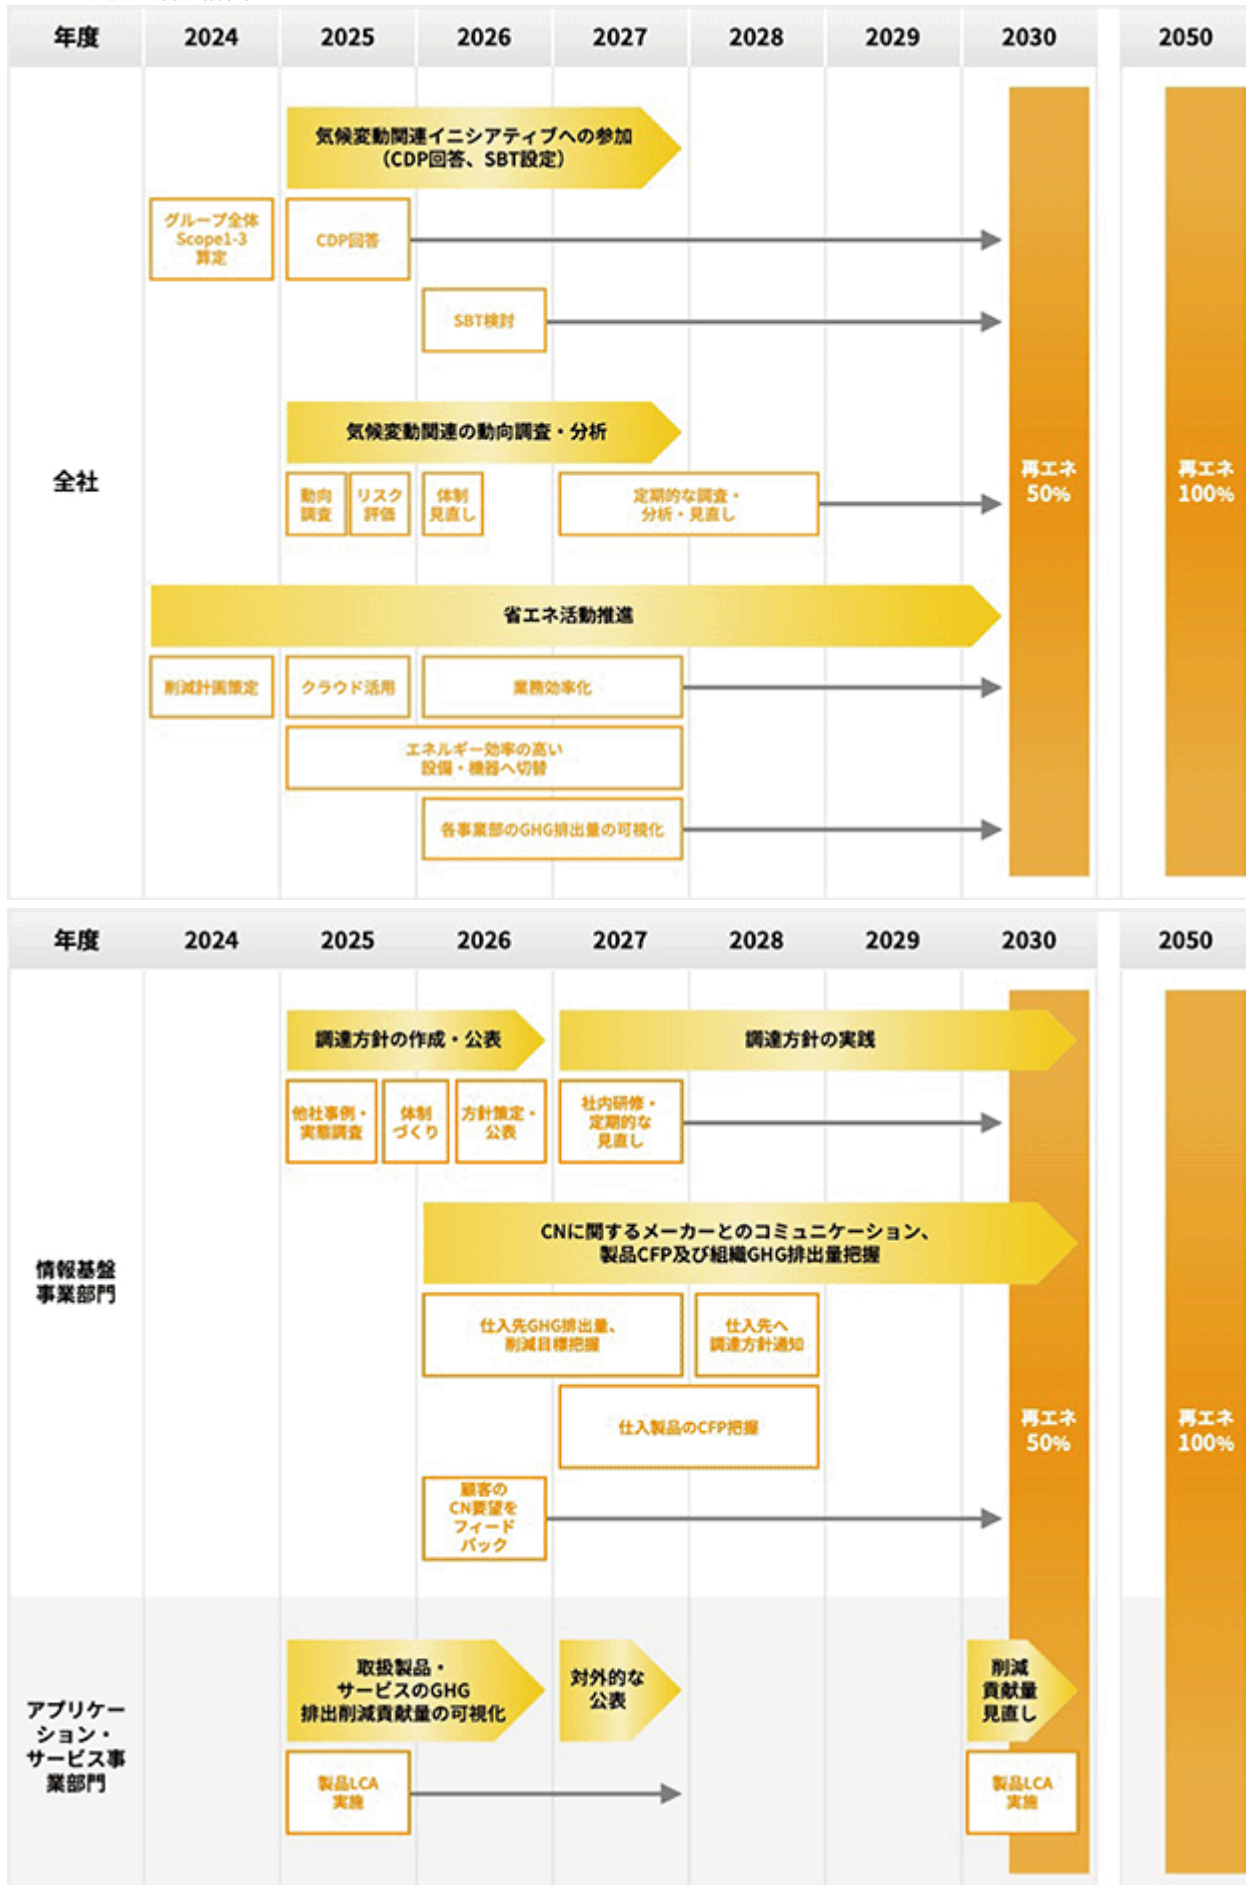 年度 2024 2025 2026 2027 2028 2029 2030 2050
気候変動関連イニシアティブへの参加
（CDP回答、SBT設定）
グループ全体
Scope1-3
算定
CDP回答
SBT検討
気候変動関連の動向調査・分析
全社
動向
調査
リスク
評価
体制
見直し
定期的な調査・
分析・見直し
再エネ
50%
再エネ
100%
省エネ活動推進
削減計画策定
クラウド活用
業務効率化
エネルギー効率の高い
設備・機器へ切替
各事業部のGHG排出量の可視化
年度 2024 2025 2026 2027 2028 2029 2030 2050
調達方針の作成・公表
調達方針の実践
他社事例・
実態調査
体制
づくり
方針策定・
公表
社内研修・
定期的な
見直し
CNに関するメーカーとのコミュニケーション、
製品CFP及び組織GHG排出量把握
情報基盤
事業部門
仕入先GHG排出量、
削減目標把握
仕入先へ
調達方針通知
仕入製品のCFP把握
再エネ
50%
再エネ
100%
顧客の
CN要望を
フィード
バック
取扱製品・
サービスのGHG
排出削減貢献量の可視化
対外的な
公表
削減
貢献量
見直し
アプリケー
ション・
サービス事
業部門
製品LCA
実施
製品LCA
実施